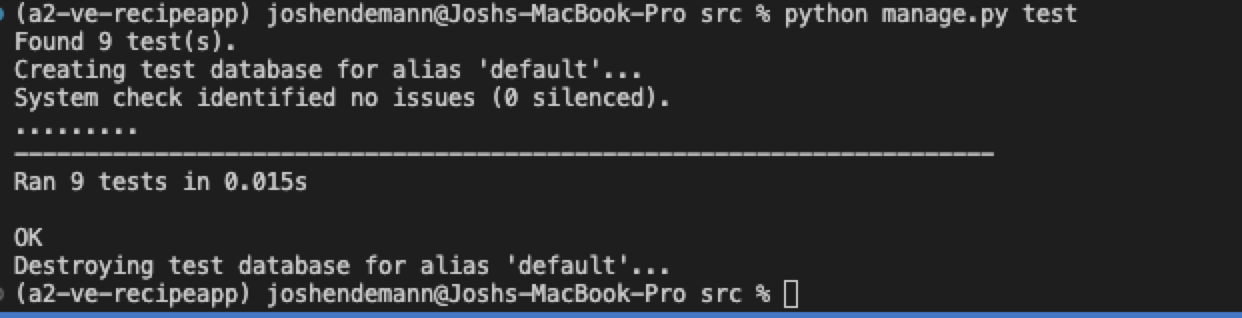 (a2-ve-recipeapp) joshendemann@Joshs-MacBook-Pro src % python manage.py test
Found 9 test(s).
Creating test database for alias 'default'...
System check identified no issues (0 silenced).
.........
----------------------------------------------------------------------
Ran 9 tests in 0.015s
OK
Destroying test database for alias 'default'...
(a2-ve-recipeapp) joshendemann@Joshs-MacBook-Pro src %